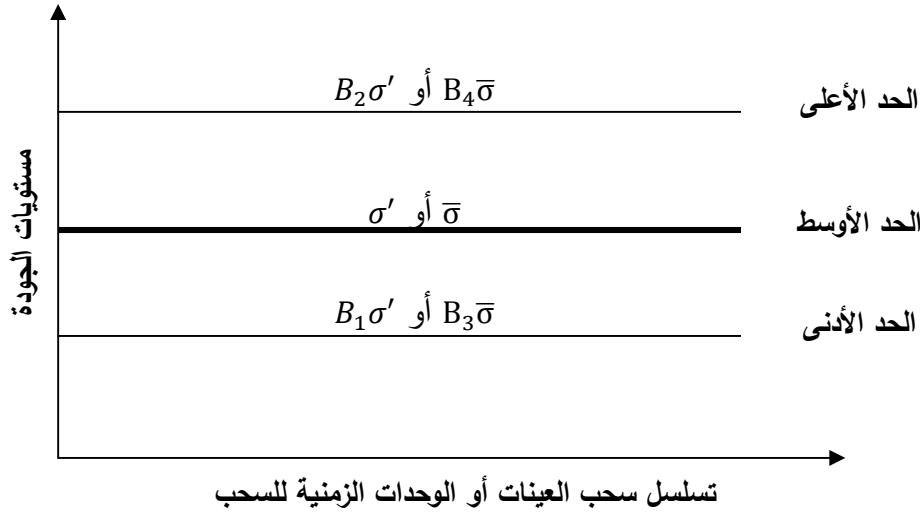 الحد الأعلى
B₂σ′ أو B₄σ̅
الحد الأوسط
σ′ أو σ̅
الحد الأدنى
B₁σ′ أو B₃σ̅
مستويات الجودة
تسلسل سحب العينات أو الوحدات الزمنية للسحب